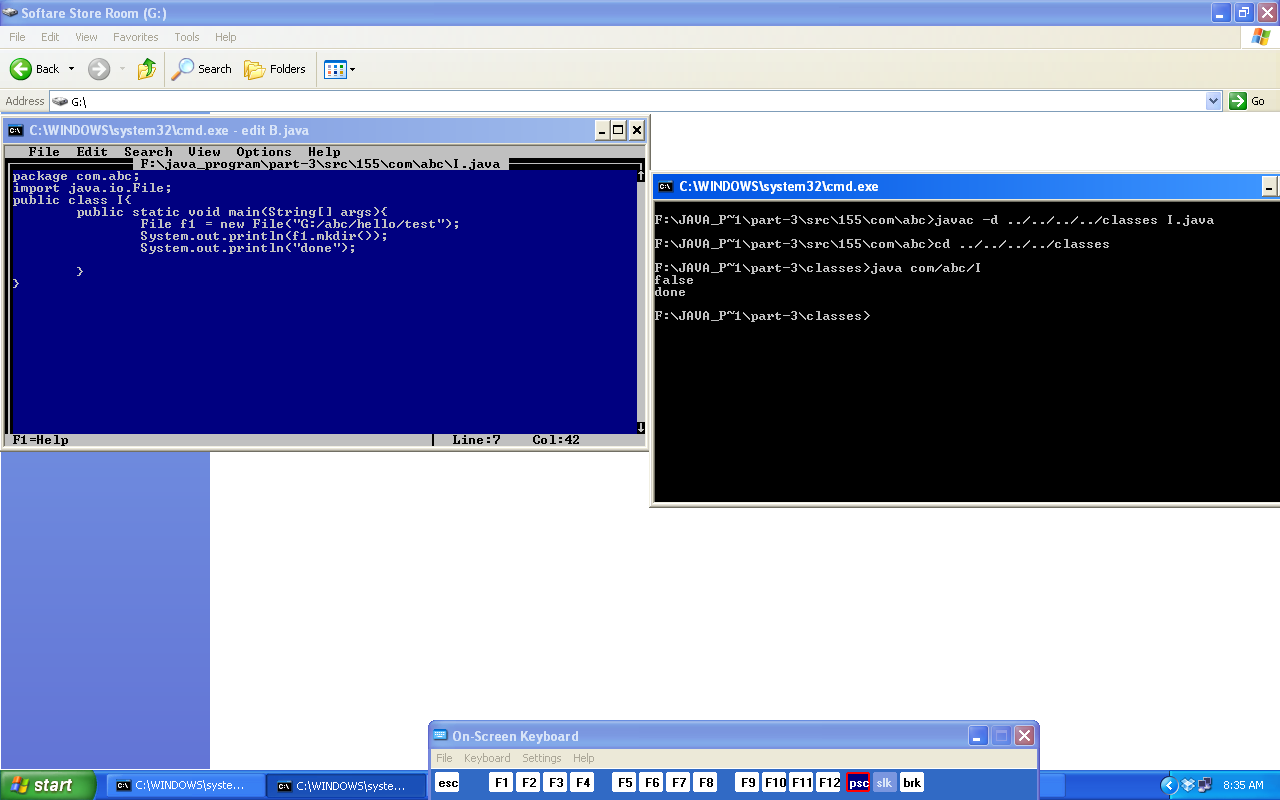 Softare Store Room (G:)
File Edit View Favorites Tools Help
Back Search Folders
Address G:\ Go
C:\WINDOWS\system32\cmd.exe - edit B.java
File Edit Search View Options Help
F:\java_program\part-3\src\155\com\abc\I.java
package com.abc;
import java.io.File;
public class I{
public static void main(String[] args){
File f1 = new File("G:/abc/hello/test");
System.out.println(f1.mkdir());
System.out.println("done");
}
}
F1=Help Line:7 Col:42
C:\WINDOWS\system32\cmd.exe
F:\JAVA_P~1\part-3\src\155\com\abc>javac -d ../../../../classes I.java
F:\JAVA_P~1\part-3\src\155\com\abc>cd ../../../../classes
F:\JAVA_P~1\part-3\classes>java com/abc/I
false
done
F:\JAVA_P~1\part-3\classes>
On-Screen Keyboard
File Keyboard Settings Help
esc F1 F2 F3 F4 F5 F6 F7 F8 F9 F10 F11 F12 psc slk brk
start C:\WINDOWS\syste... C:\WINDOWS\syste... 8:35 AM